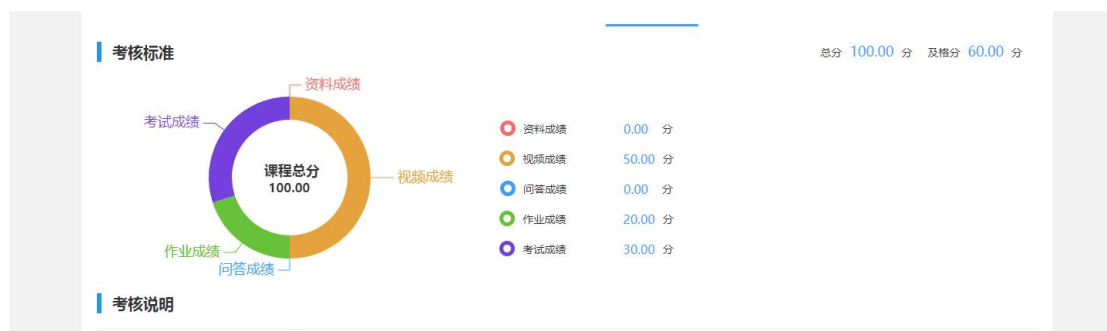 考核标准
总分 100.00 分 及格分 60.00 分
资料成绩
考试成绩
课程总分
100.00
视频成绩
作业成绩
问答成绩
资料成绩 0.00 分
视频成绩 50.00 分
问答成绩 0.00 分
作业成绩 20.00 分
考试成绩 30.00 分
考核说明